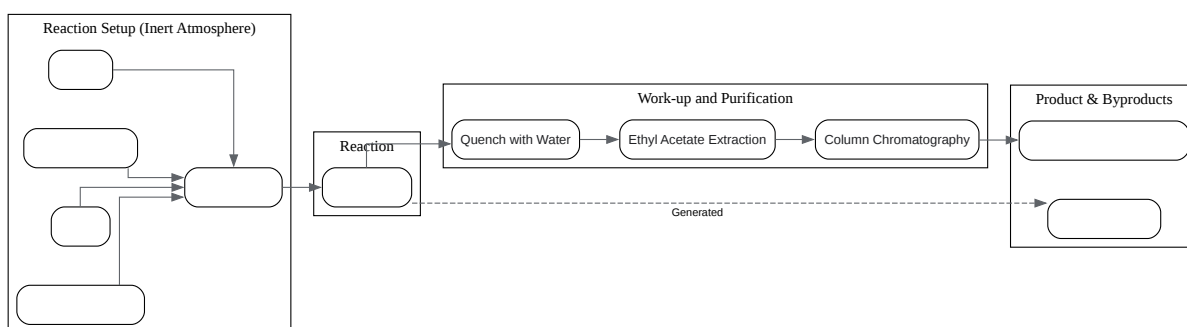 Reaction Setup (Inert Atmosphere)
Reaction
Work-up and Purification
Quench with Water
Ethyl Acetate Extraction
Column Chromatography
Generated
Product & Byproducts